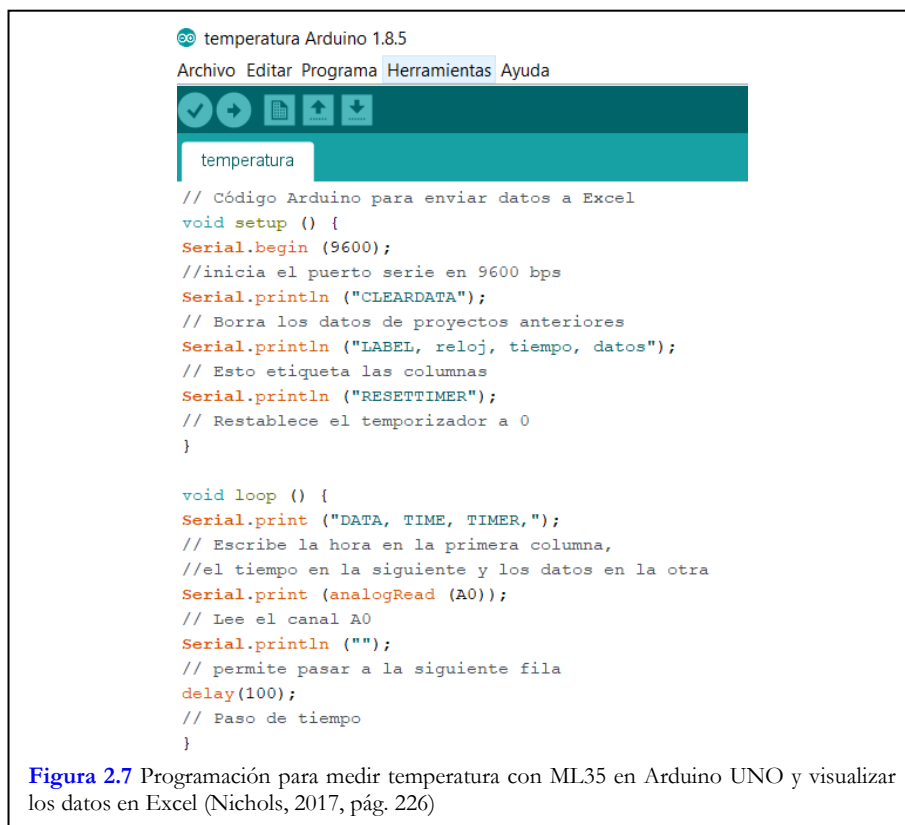 temperatura Arduino 1.8.5
Archivo Editar Programa Herramientas Ayuda
temperatura
// Código Arduino para enviar datos a Excel
void setup () {
Serial.begin (9600);
//inicia el puerto serie en 9600 bps
Serial.println ("CLEARDATA");
// Borra los datos de proyectos anteriores
Serial.println ("LABEL, reloj, tiempo, datos");
// Esto etiqueta las columnas
Serial.println ("RESETTIMER");
// Restablece el temporizador a 0
}
void loop () {
Serial.print ("DATA, TIME, TIMER,");
// Escribe la hora en la primera columna,
//el tiempo en la siguiente y los datos en la otra
Serial.print (analogRead (A0));
// Lee el canal A0
Serial.println ("");
// permite pasar a la siguiente fila
delay(100);
// Paso de tiempo
}
Figura 2.7 Programación para medir temperatura con ML35 en Arduino UNO y visualizar
los datos en Excel (Nichols, 2017, pág. 226)